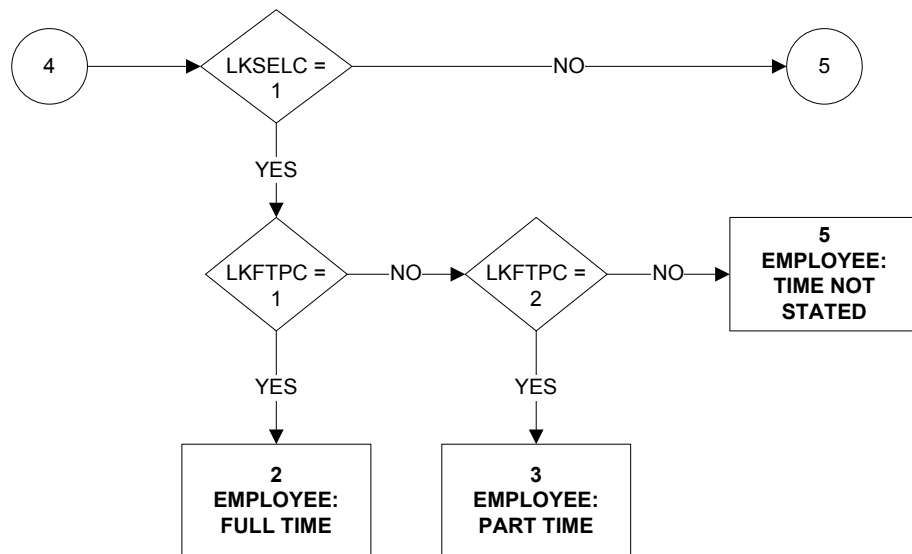 4
LKSELC =
1
NO
5
YES
LKFTPC =
1
NO
LKFTPC =
2
NO
5
EMPLOYEE:
TIME NOT
STATED
YES
YES
2
EMPLOYEE:
FULL TIME
3
EMPLOYEE:
PART TIME